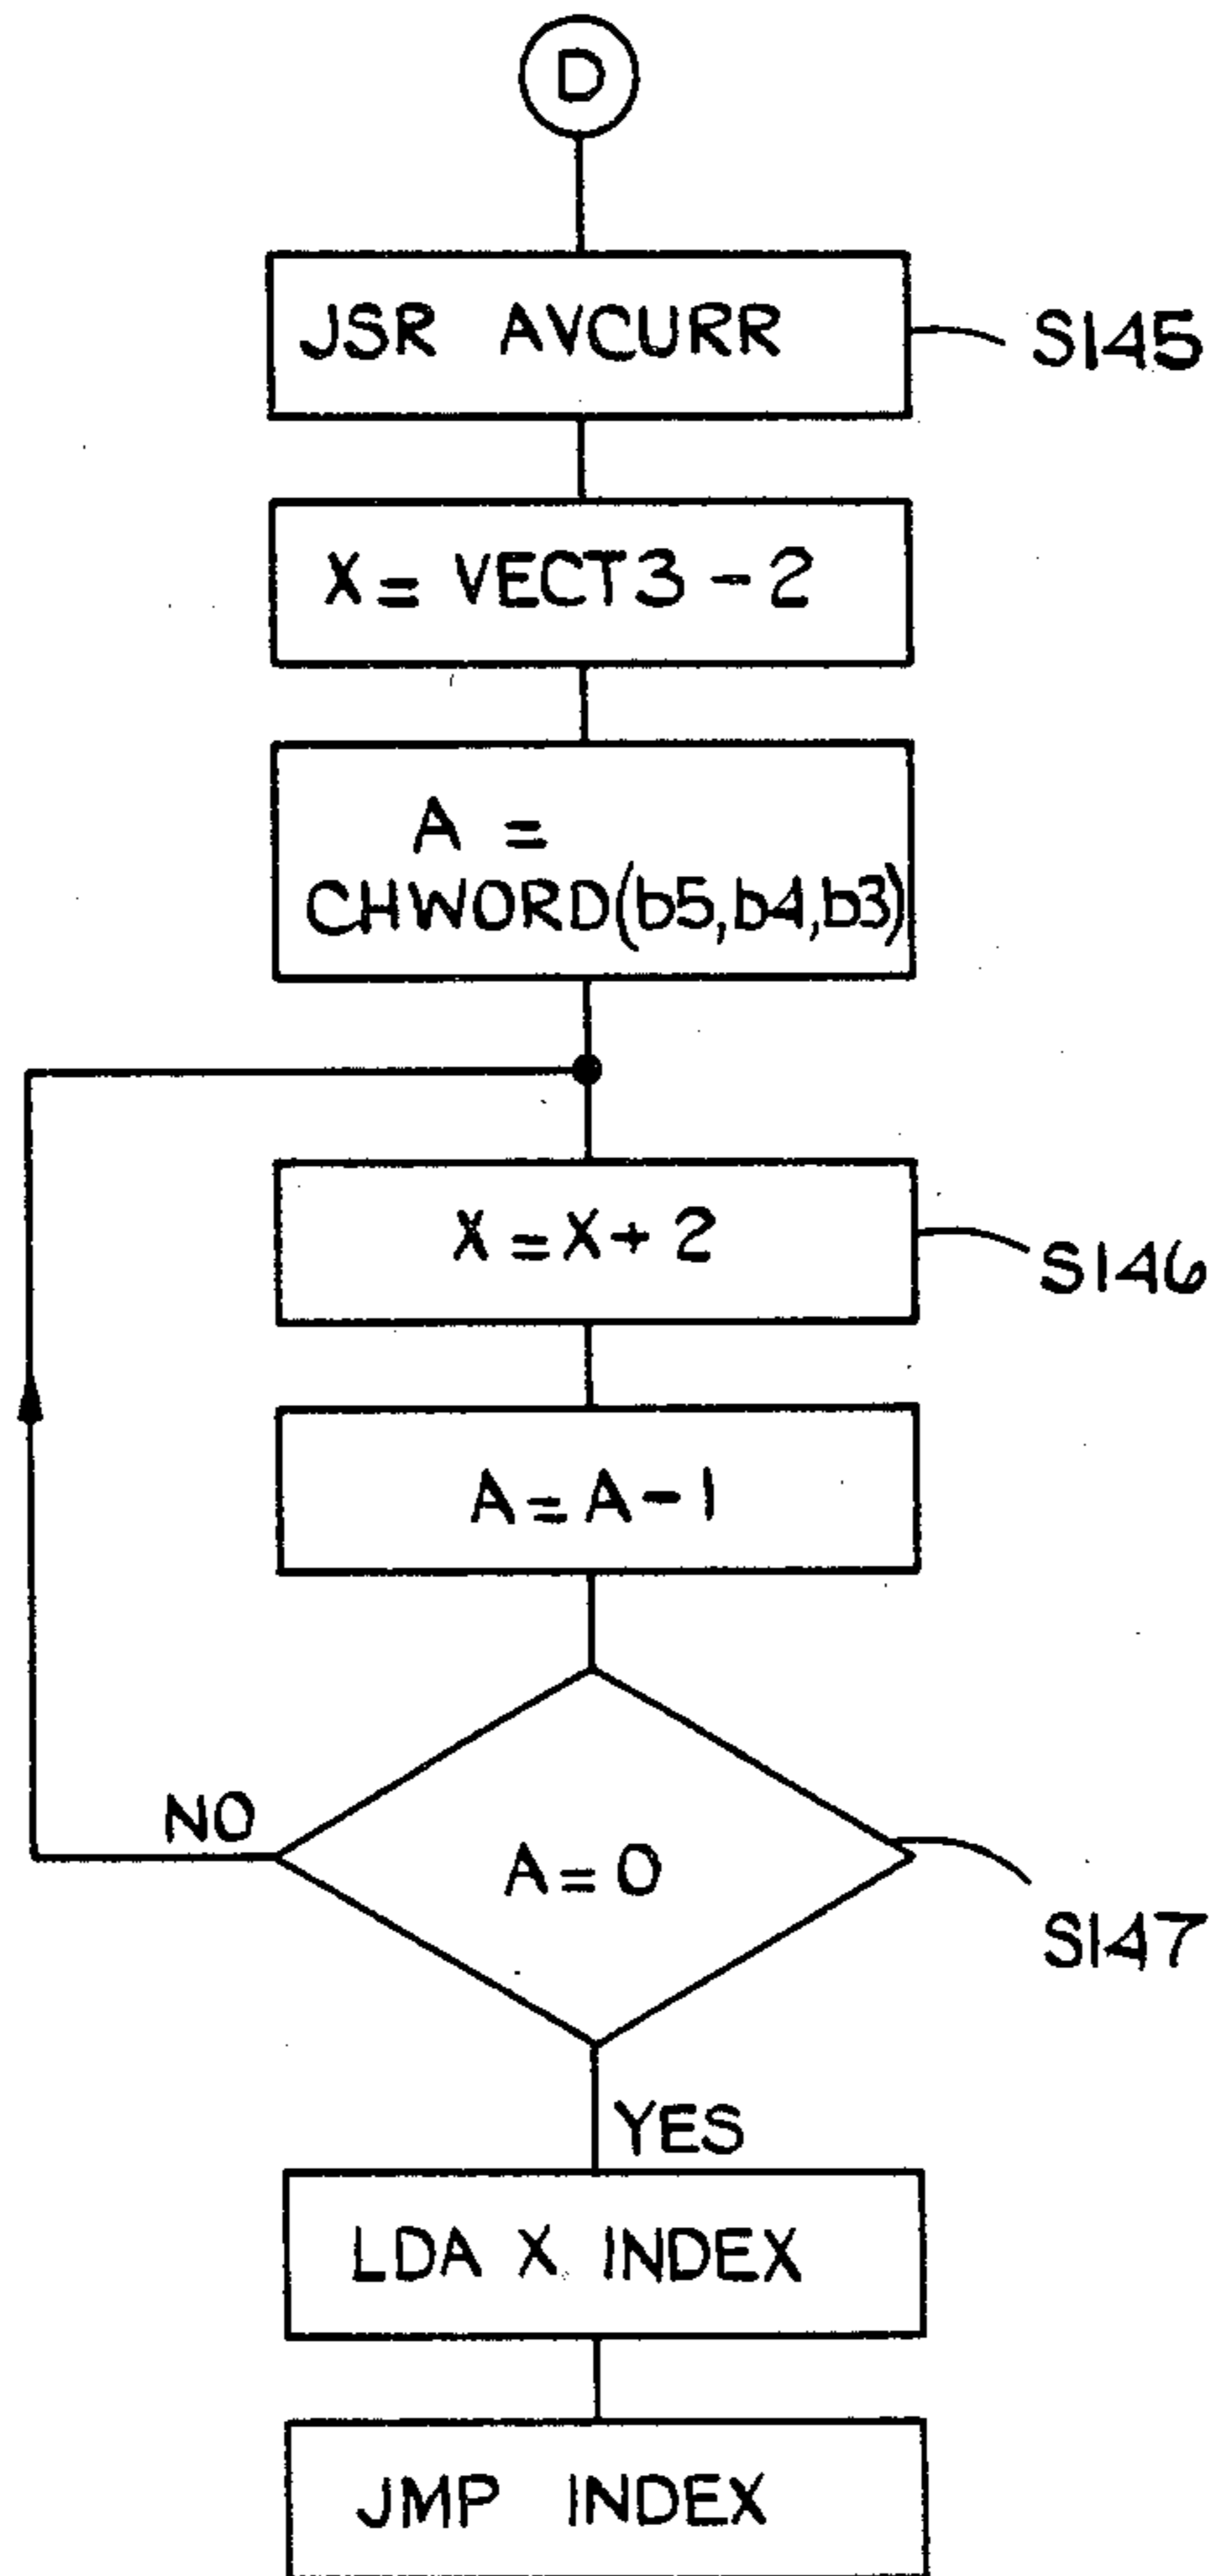 D
JSR AVCURR
S145
X = VECT3 - 2
A =
CHWORD(b5,b4,b3)
X = X + 2
S146
A = A - 1
NO
A = 0
S147
YES
LDA X INDEX
JMP INDEX